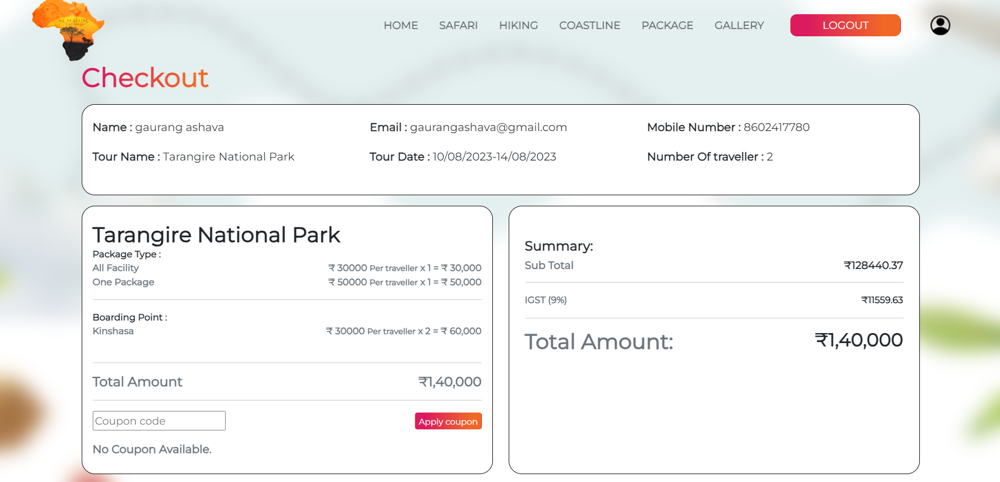 AL NAHDI
SAFARIS
HOME SAFARI HIKING COASTLINE PACKAGE GALLERY LOGOUT
Checkout
Name : gaurang ashava Email : gaurangashava@gmail.com Mobile Number : 8602417780
Tour Name : Tarangire National Park Tour Date : 10/08/2023-14/08/2023 Number Of traveller : 2
Tarangire National Park
Package Type :
All Facility ₹ 30000 Per traveller x 1 = ₹ 30,000
One Package ₹ 50000 Per traveller x 1 = ₹ 50,000
Boarding Point :
Kinshasa ₹ 30000 Per traveller x 2 = ₹ 60,000
Total Amount ₹1,40,000
Coupon code Apply coupon
No Coupon Available.
Summary:
Sub Total ₹128440.37
IGST (9%) ₹11559.63
Total Amount: ₹1,40,000